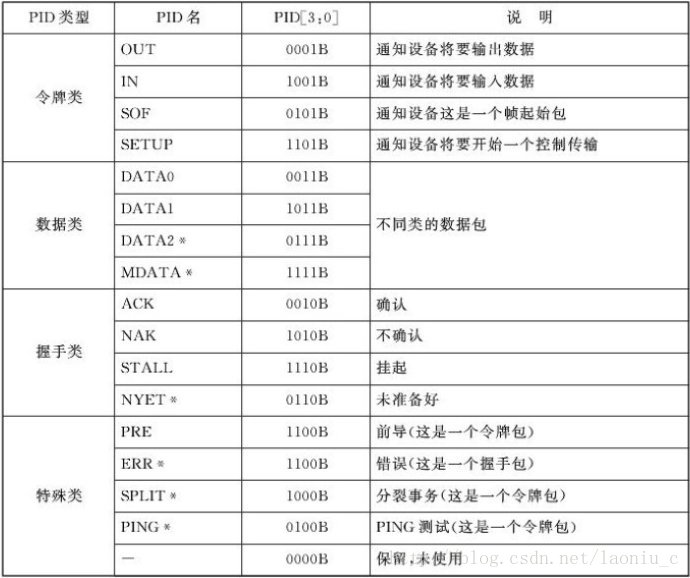 PID 类型 PID 名 PID[3:0] 说 明
令牌类 OUT 0001B 通知设备将要输出数据
IN 1001B 通知设备将要输入数据
SOF 0101B 通知设备这是一个帧起始包
SETUP 1101B 通知设备将要开始一个控制传输
数据类 DATA0 0011B 不同类的数据包
DATA1 1011B
DATA2 * 0111B
MDATA * 1111B
握手类 ACK 0010B 确认
NAK 1010B 不确认
STALL 1110B 挂起
NYET * 0110B 未准备好
特殊类 PRE 1100B 前导(这是一个令牌包)
ERR * 1100B 错误(这是一个握手包)
SPLIT * 1000B 分裂事务(这是一个令牌包)
PING * 0100B PING 测试(这是一个令牌包)
— 0000B 保留,未使用
blog.csdn.net/laoniu_c